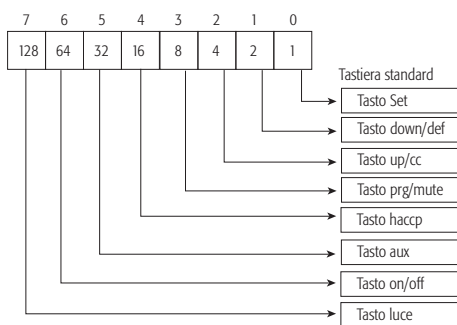 7 6 5 4 3 2 1 0
128 64 32 16 8 4 2 1
Tastiera standard
Tasto Set
Tasto down/def
Tasto up/cc
Tasto prg/mute
Tasto haccp
Tasto aux
Tasto on/off
Tasto luce